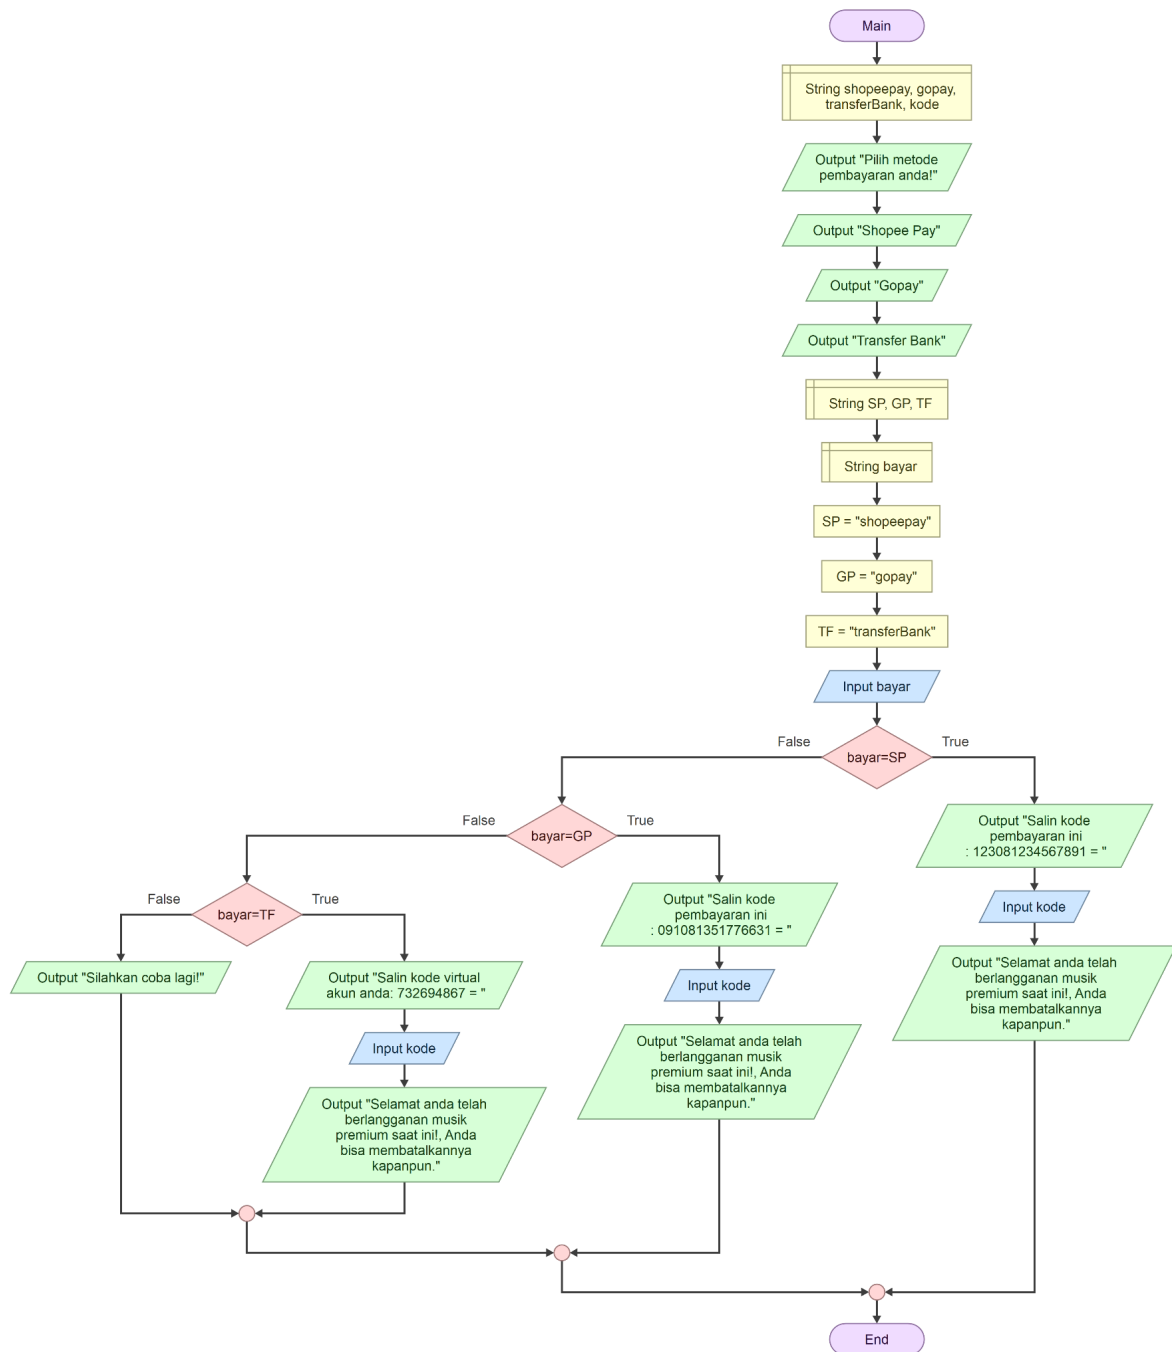 Main
String shopeepay, gopay,
transferBank, kode
Output "Pilih metode
pembayaran anda!"
Output "Shopee Pay"
Output "Gopay"
Output "Transfer Bank"
String SP, GP, TF
String bayar
SP = "shopeepay"
GP = "gopay"
TF = "transferBank"
Input bayar
False
bayar=SP
True
False
bayar=GP
True
Output "Salin kode
pembayaran ini
: 123081234567891 = "
Input kode
Output "Selamat anda telah
berlangganan musik
premium saat ini!, Anda
bisa membatalkannya
kapanpun."
False
bayar=TF
True
Output "Salin kode
pembayaran ini
: 091081351776631 = "
Input kode
Output "Selamat anda telah
berlangganan musik
premium saat ini!, Anda
bisa membatalkannya
kapanpun."
Output "Silahkan coba lagi!"
Output "Salin kode virtual
akun anda: 732694867 = "
Input kode
Output "Selamat anda telah
berlangganan musik
premium saat ini!, Anda
bisa membatalkannya
kapanpun."
End